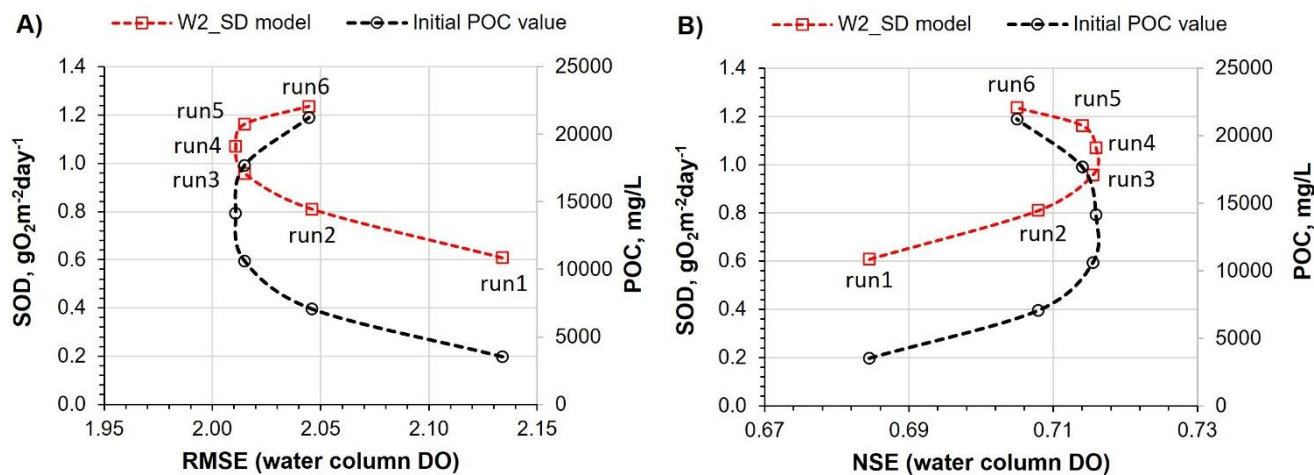 A)
W2_SD model
Initial POC value
1.4
1.2
1.0
0.8
0.6
0.4
0.2
0.0
SOD, gO₂m⁻²day⁻¹
25000
20000
15000
10000
5000
0
POC, mg/L
run6
run5
run4
run3
run2
run1
1.95
2.00
2.05
2.10
2.15
RMSE (water column DO)
B)
W2_SD model
Initial POC value
1.4
1.2
1.0
0.8
0.6
0.4
0.2
0.0
SOD, gO₂m⁻²day⁻¹
25000
20000
15000
10000
5000
0
POC, mg/L
run6
run5
run4
run3
run2
run1
0.67
0.69
0.71
0.73
NSE (water column DO)